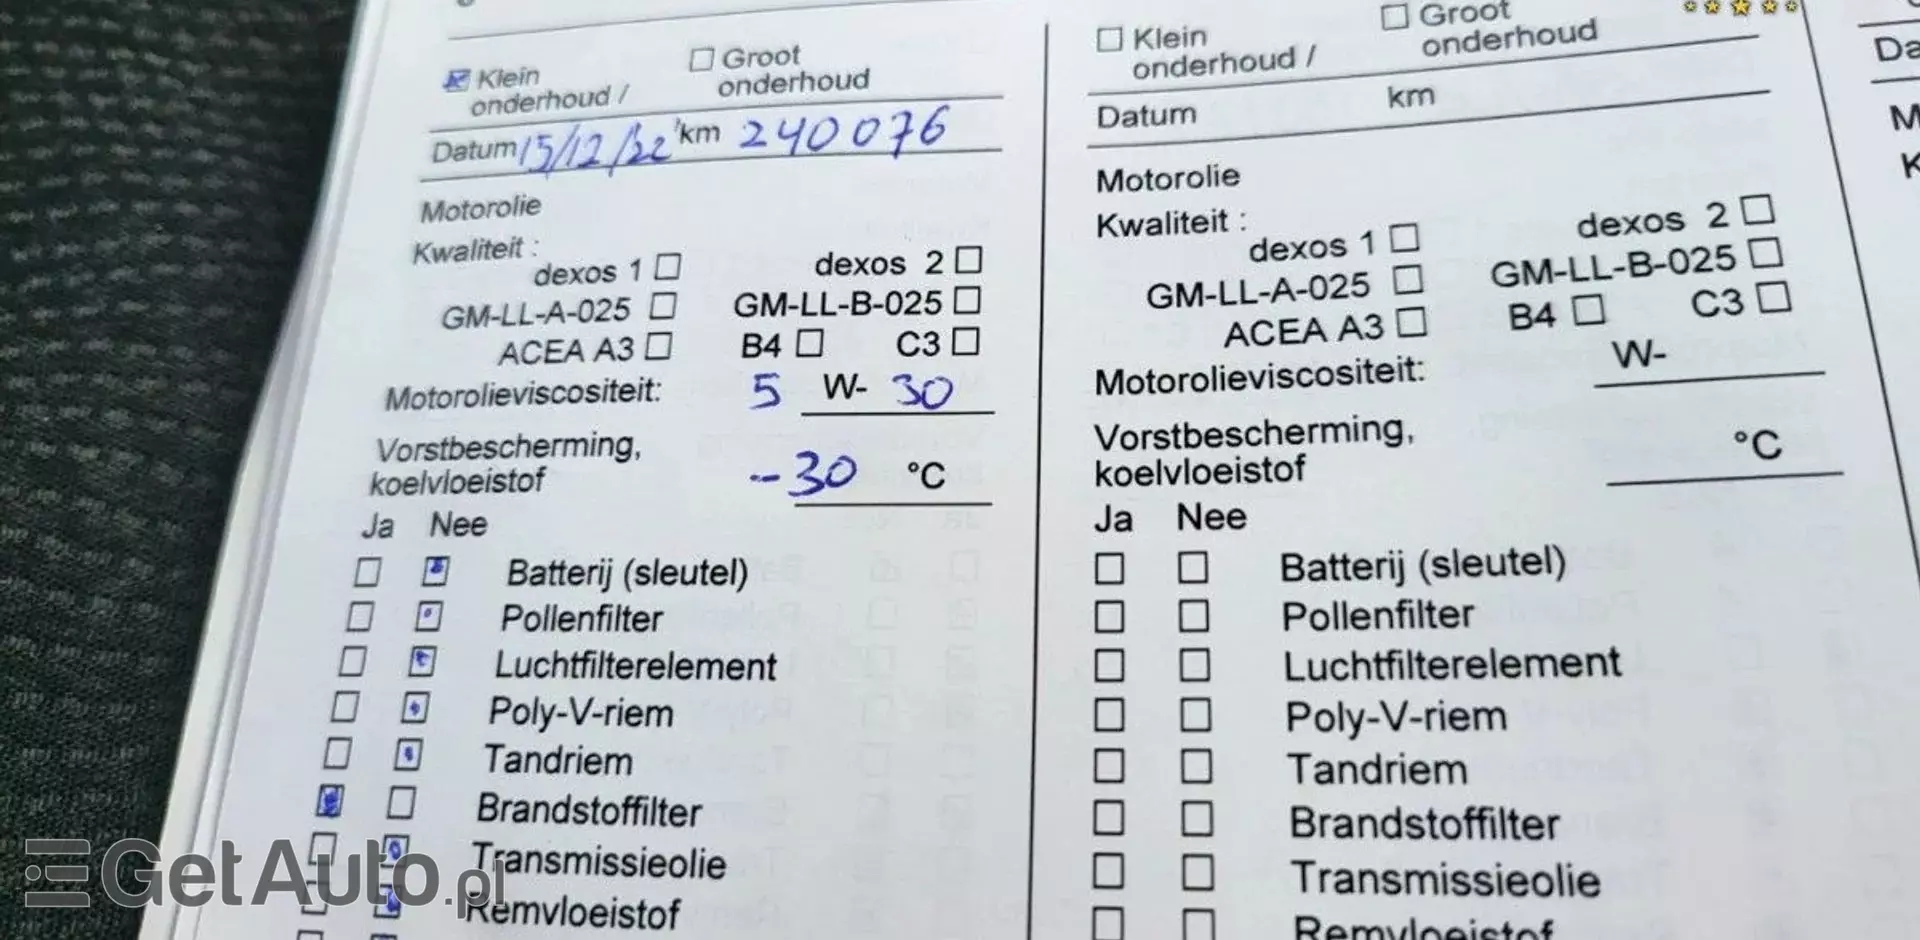 Klein onderhoud /
Groot onderhoud
Datum 15/12/22 km 240076
Motorolie
Kwaliteit :
dexos 1
dexos 2
GM-LL-A-025
GM-LL-B-025
ACEA A3
B4
C3
Motorolieviscositeit: 5 W- 30
Vorstbescherming,
koelvloeistof -30 °C
Ja Nee
Batterij (sleutel)
Pollenfilter
Luchtfilterelement
Poly-V-riem
Tandriem
Brandstoffilter
Transmissieolie
Remvloeistof
Klein onderhoud /
Groot onderhoud
Datum km
Motorolie
Kwaliteit :
dexos 1
dexos 2
GM-LL-A-025
GM-LL-B-025
ACEA A3
B4
C3
Motorolieviscositeit: W-
Vorstbescherming,
koelvloeistof °C
Ja Nee
Batterij (sleutel)
Pollenfilter
Luchtfilterelement
Poly-V-riem
Tandriem
Brandstoffilter
Transmissieolie
Remvloeistof
GetAuto.pl